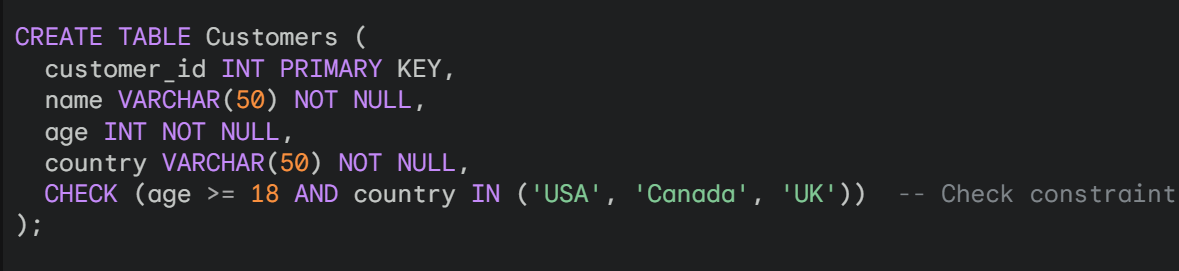 CREATE TABLE Customers (
  customer_id INT PRIMARY KEY,
  name VARCHAR(50) NOT NULL,
  age INT NOT NULL,
  country VARCHAR(50) NOT NULL,
  CHECK (age >= 18 AND country IN ('USA', 'Canada', 'UK'))  -- Check constraint
);